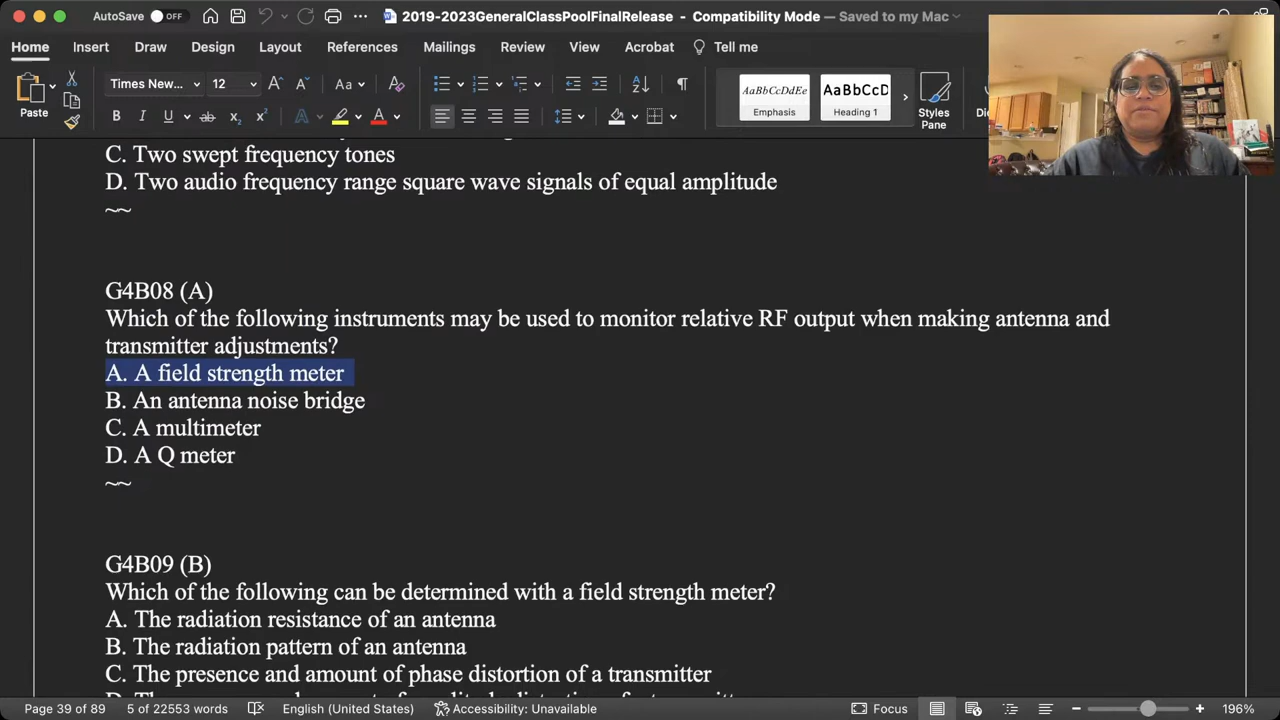 AutoSave OFF 2019-2023GeneralClassPoolFinalRelease - Compatibility Mode — Saved to my Mac
Home Insert Draw Design Layout References Mailings Review View Acrobat Tell me
Paste Times New... 12 Aa AaBbCcDdEe Emphasis AaBbCcD Heading 1 Styles Pane
C. Two swept frequency tones
D. Two audio frequency range square wave signals of equal amplitude
~~
G4B08 (A)
Which of the following instruments may be used to monitor relative RF output when making antenna and
transmitter adjustments?
A. A field strength meter
B. An antenna noise bridge
C. A multimeter
D. A Q meter
~~
G4B09 (B)
Which of the following can be determined with a field strength meter?
A. The radiation resistance of an antenna
B. The radiation pattern of an antenna
C. The presence and amount of phase distortion of a transmitter
Page 39 of 89 5 of 22553 words English (United States) Accessibility: Unavailable Focus 196%